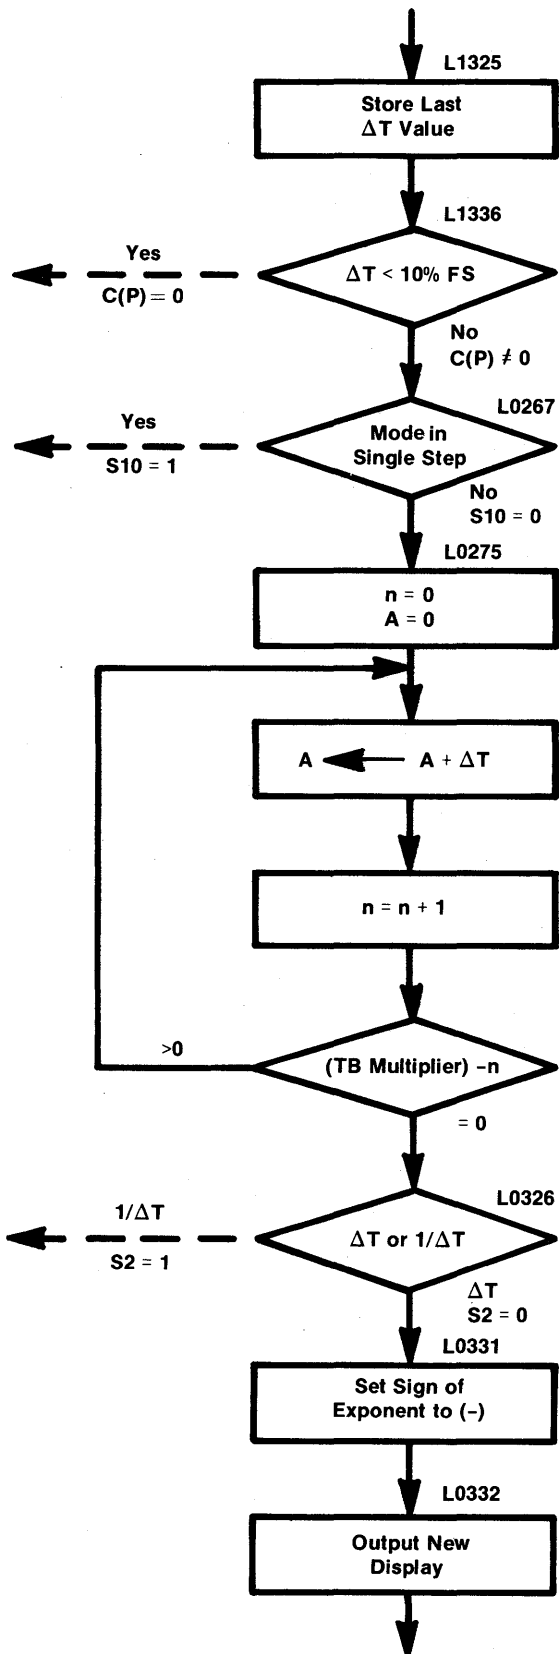 L1325
Store Last
ΔT Value
L1336
ΔT < 10% FS
Yes
C(P) = 0
No
C(P) ≠ 0
L0267
Mode in
Single Step
Yes
S10 = 1
No
S10 = 0
L0275
n = 0
A = 0
A ← A + ΔT
n = n + 1
>0
(TB Multiplier) –n
= 0
L0326
1/ΔT
S2 = 1
ΔT or 1/ΔT
ΔT
S2 = 0
L0331
Set Sign of
Exponent to (–)
L0332
Output New
Display